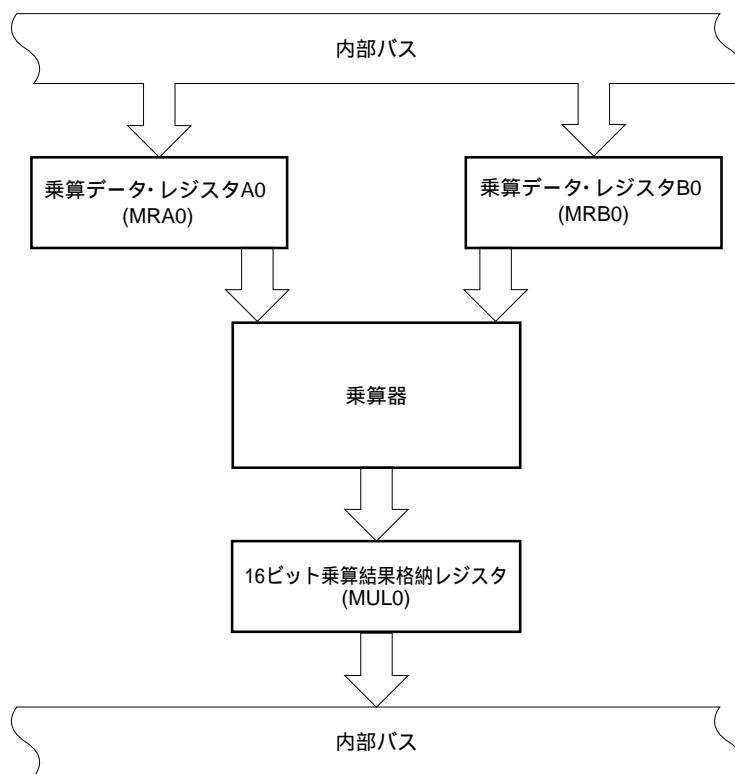 内部バス
乗算データ・レジスタA0
(MRA0)
乗算データ・レジスタB0
(MRB0)
乗算器
16ビット乗算結果格納レジスタ
(MUL0)
内部バス